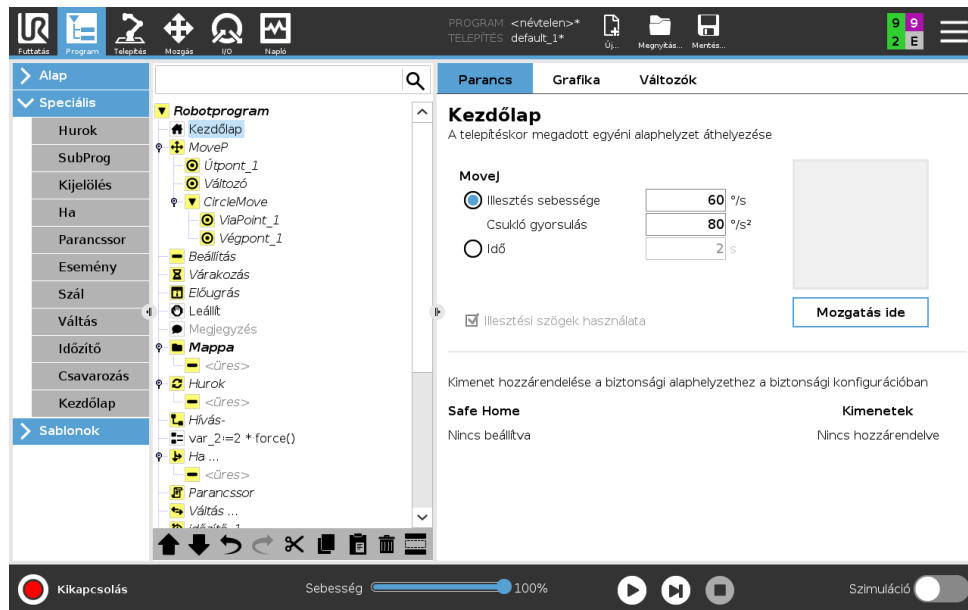 PROGRAM <névtelen>*
TELEPÍTÉS default_1*
Futtatás Program Telepítés Mozgás I/O Napló Új... Megnyitás... Mentés...
9 9
2 E
Alap
Speciális
Hurok
SubProg
Kijelölés
Ha
Parancssor
Esemény
Szál
Váltás
Időzítő
Csavarozás
Kezdőlap
Sablonok
Robotprogram
Kezdőlap
MoveP
Útpont_1
Változó
CircleMove
ViaPoint_1
Végpont_1
Beállítás
Várakozás
Előugrás
Leállít
Megjegyzés
Mappa
<üres>
Hurok
<üres>
Hívás-
var_2:=2 * force()
Ha ...
<üres>
Parancssor
Váltás ...
időzítő_1
Parancs Grafika Változók
Kezdőlap
A telepítéskor megadott egyéni alaphelyzet áthelyezése
MoveJ
Illesztés sebessége 60 °/s
Csukló gyorsulás 80 °/s²
Idő 2 s
Mozgatás ide
Illesztési szögek használata
Kimenet hozzárendelése a biztonsági alaphelyzethez a biztonsági konfigurációban
Safe Home Kimenetek
Nincs beállítva Nincs hozzárendelve
Kikapcsolás Sebesség 100% Szimuláció